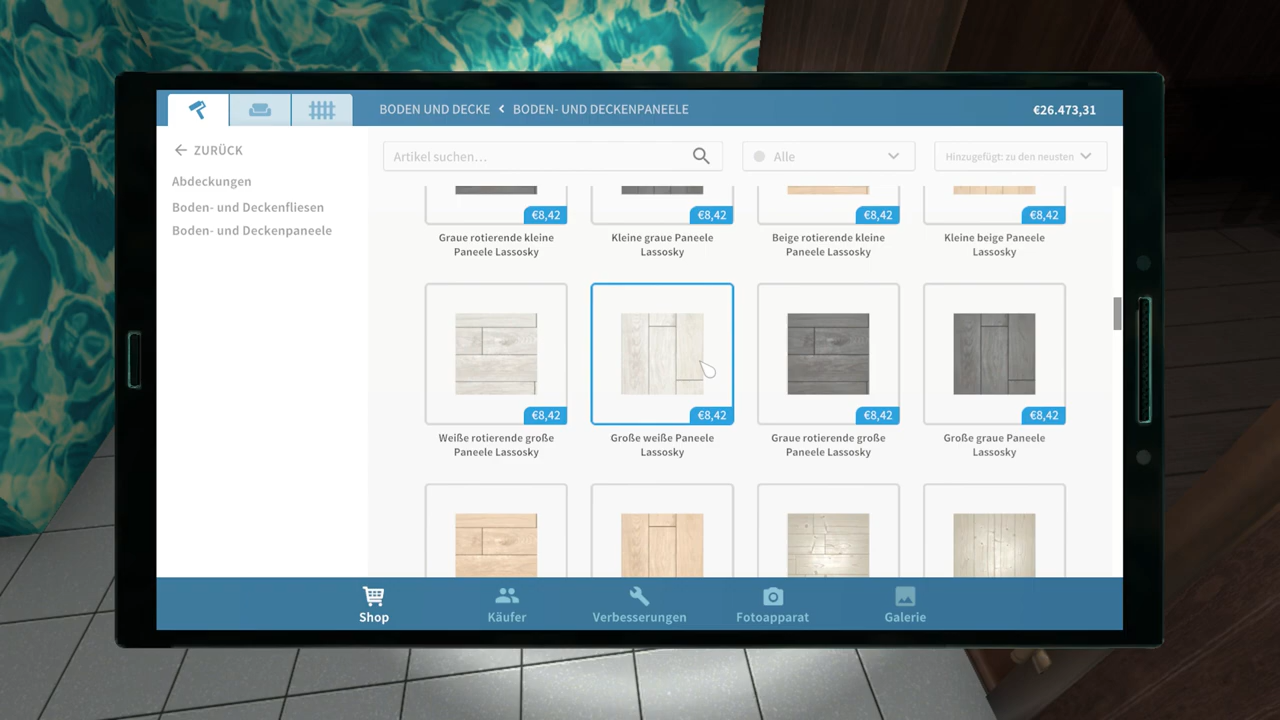 BODEN UND DECKE < BODEN- UND DECKENPANEELE
€26.473,31
ZURÜCK
Abdeckungen
Boden- und Deckenfliesen
Boden- und Deckenpaneele
Artikel suchen...
Alle
Hinzugefügt: zu den neusten
€8,42
€8,42
€8,42
€8,42
Graue rotierende kleine
Paneele Lassosky
Kleine graue Paneele
Lassosky
Beige rotierende kleine
Paneele Lassosky
Kleine beige Paneele
Lassosky
€8,42
€8,42
€8,42
€8,42
Weiße rotierende große
Paneele Lassosky
Große weiße Paneele
Lassosky
Graue rotierende große
Paneele Lassosky
Große graue Paneele
Lassosky
Shop
Käufer
Verbesserungen
Fotoapparat
Galerie